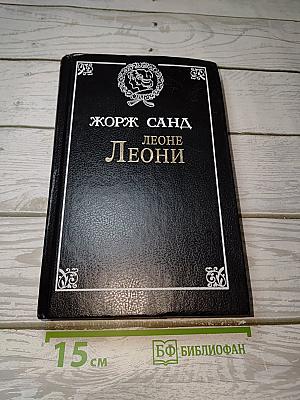 ЖОРЖ САНД
ЛЕОНЕ
ЛЕОНИ
15 см
БФ БИБЛИОФАН